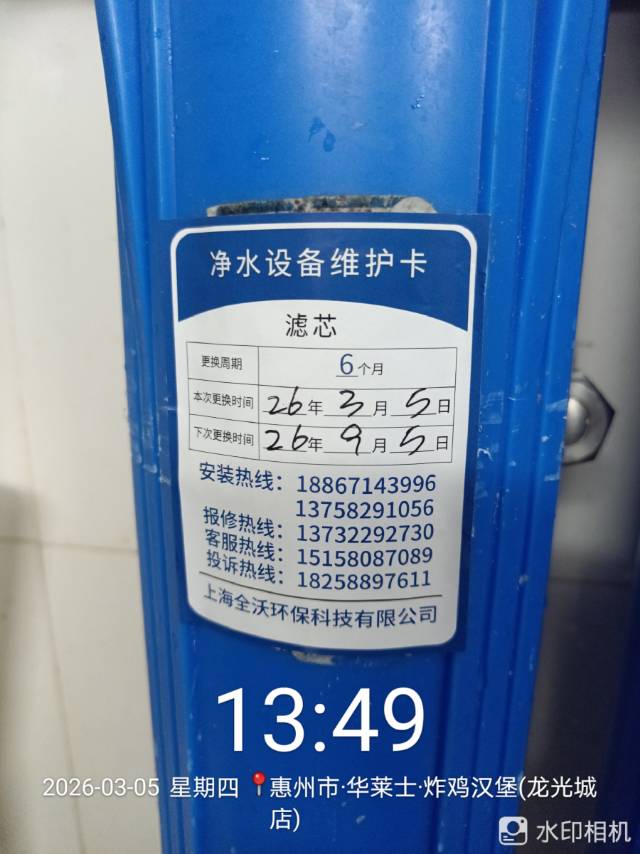 净水设备维护卡
滤芯
更换周期 6个月
本次更换时间 26年3月5日
下次更换时间 26年9月5日
安装热线：18867143996
13758291056
报修热线：13732292730
客服热线：15158087089
投诉热线：18258897611
上海全沃环保科技有限公司
13:49
2026-03-05 星期四 📍惠州市·华莱士·炸鸡汉堡(龙光城
店)
水印相机